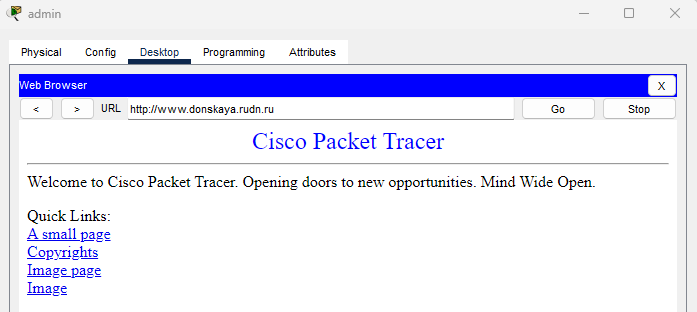 admin
Physical Config Desktop Programming Attributes
Web Browser X
< > URL http://www.donskaya.rudn.ru Go Stop
Cisco Packet Tracer
Welcome to Cisco Packet Tracer. Opening doors to new opportunities. Mind Wide Open.
Quick Links:
A small page
Copyrights
Image page
Image